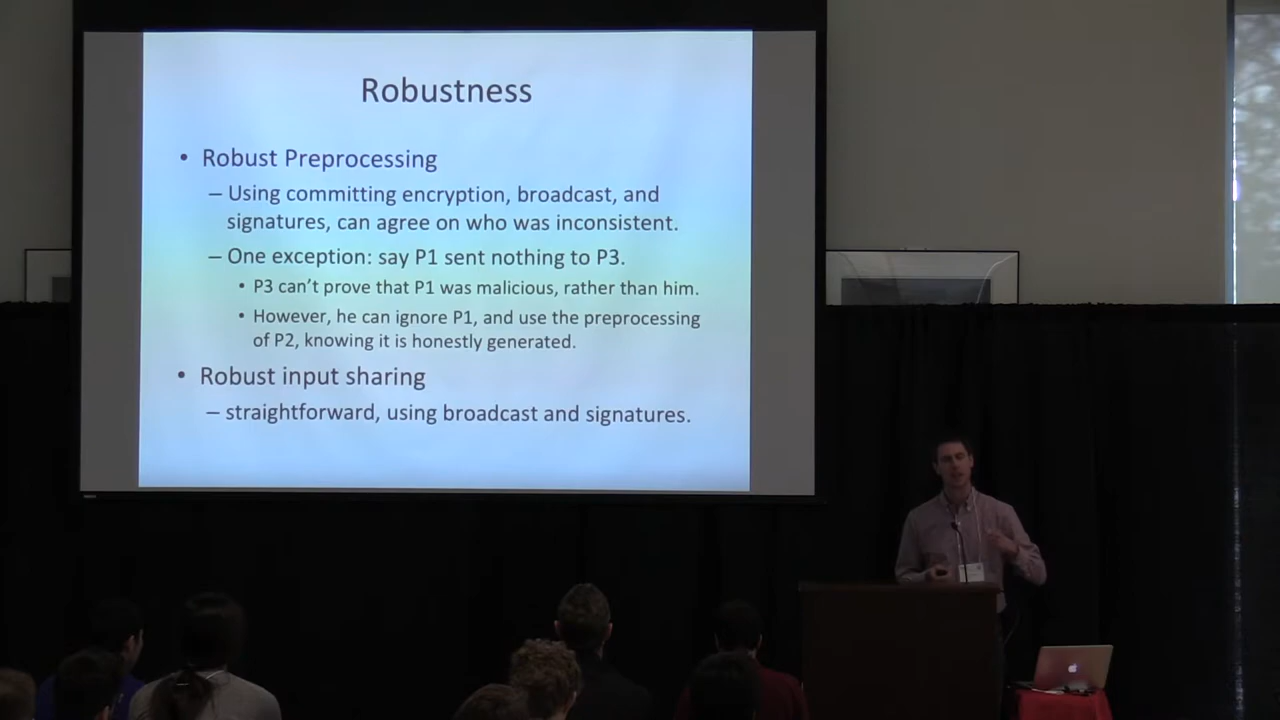 Robustness
• Robust Preprocessing
– Using committing encryption, broadcast, and
signatures, can agree on who was inconsistent.
– One exception: say P1 sent nothing to P3.
• P3 can't prove that P1 was malicious, rather than him.
• However, he can ignore P1, and use the preprocessing
of P2, knowing it is honestly generated.
• Robust input sharing
– straightforward, using broadcast and signatures.